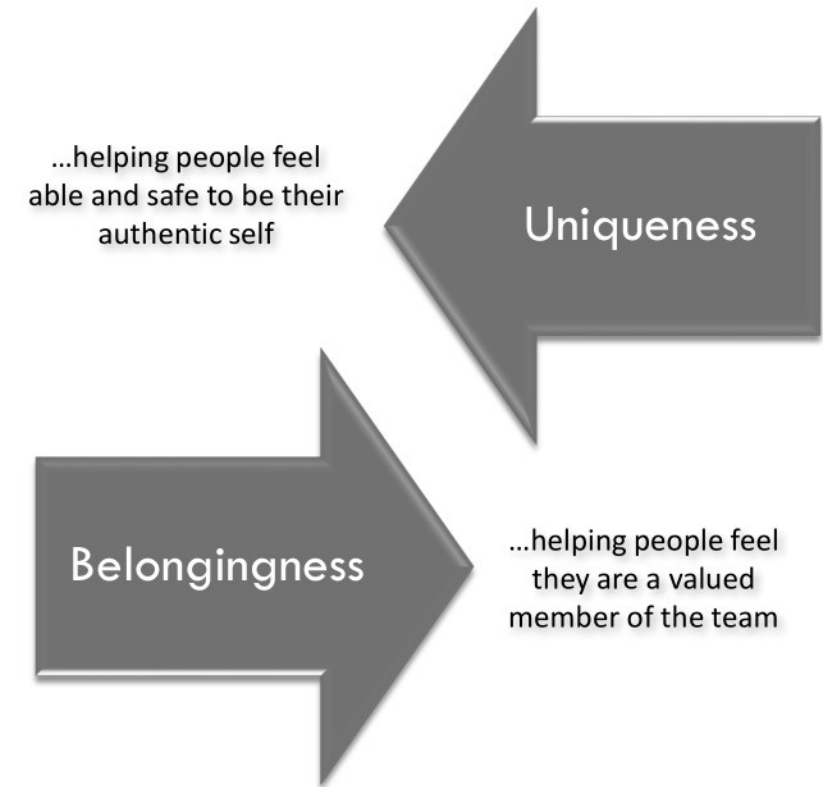 ...helping people feel
able and safe to be their
authentic self
Uniqueness
Belongingness
...helping people feel
they are a valued
member of the team